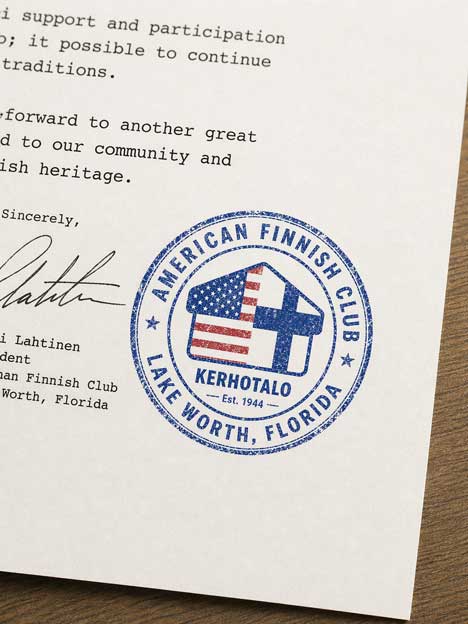 i support and participation
; it possible to continue
traditions.
forward to another great
d to our community and
ish heritage.
Sincerely,
i Lahtinen
dent
an Finnish Club
Worth, Florida
AMERICAN FINNISH CLUB
KERHOTALO
Est. 1944
LAKE WORTH, FLORIDA